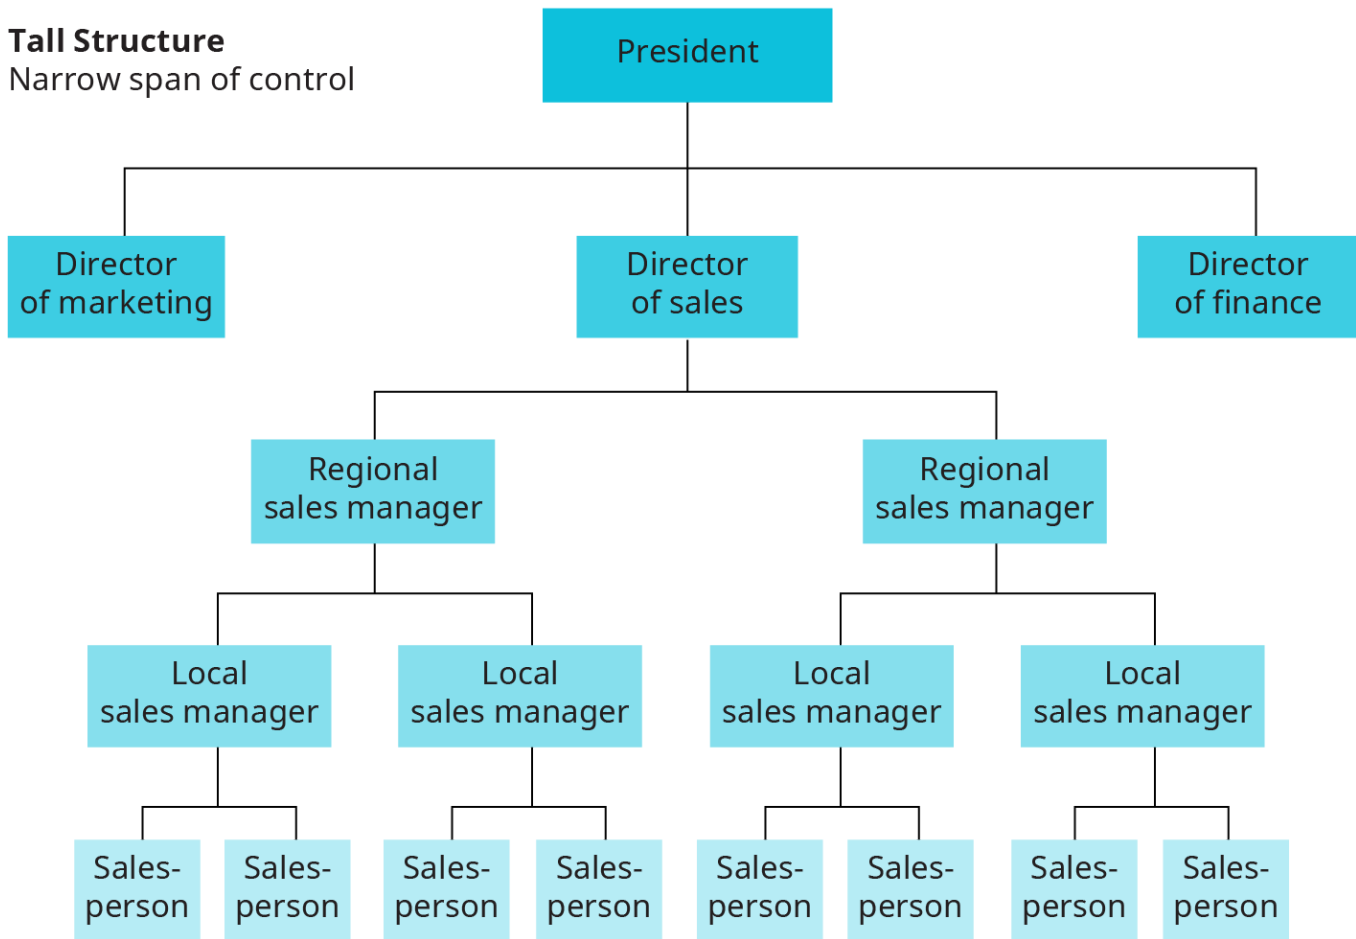 Tall Structure
Narrow span of control
President
Director
of marketing
Director
of sales
Director
of finance
Regional
sales manager
Regional
sales manager
Local
sales manager
Local
sales manager
Local
sales manager
Local
sales manager
Sales-
person
Sales-
person
Sales-
person
Sales-
person
Sales-
person
Sales-
person
Sales-
person
Sales-
person